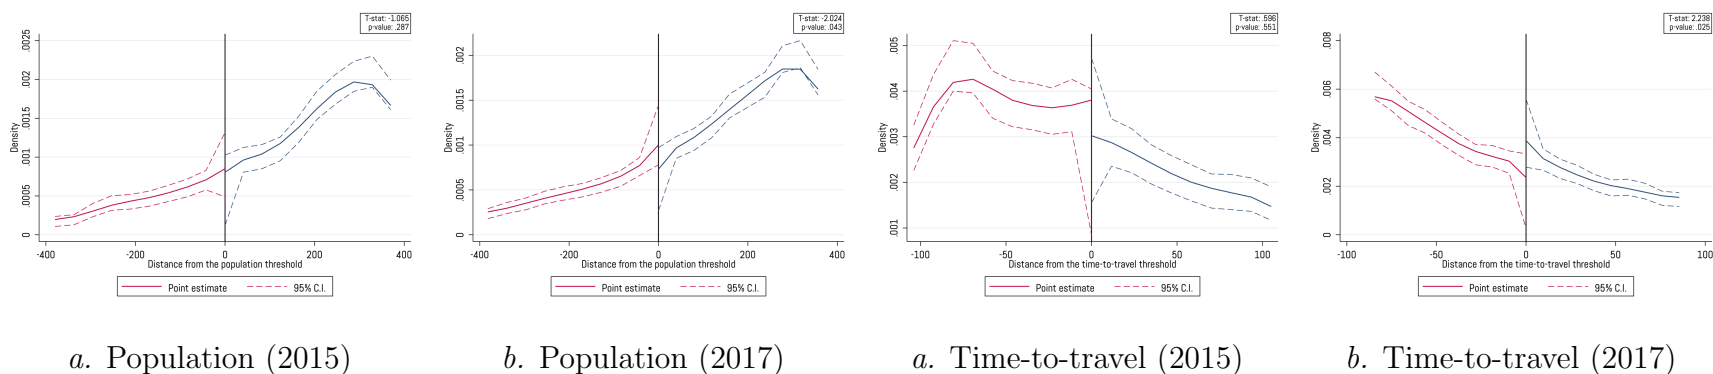 T-stat: -1.065
p-value: .287
Density
0
.0005
.001
.0015
.002
.0025
-400
-200
0
200
400
Distance from the population threshold
Point estimate
95% C.I.
a. Population (2015)
T-stat: -2.024
p-value: .043
Density
0
.0005
.001
.0015
.002
-400
-200
0
200
400
Distance from the population threshold
Point estimate
95% C.I.
b. Population (2017)
T-stat: .596
p-value: .551
Density
.001
.002
.003
.004
.005
-100
-50
0
50
100
Distance from the time-to-travel threshold
Point estimate
95% C.I.
a. Time-to-travel (2015)
T-stat: 2.238
p-value: .025
Density
0
.002
.004
.006
.008
-100
-50
0
50
100
Distance from the time-to-travel threshold
Point estimate
95% C.I.
b. Time-to-travel (2017)